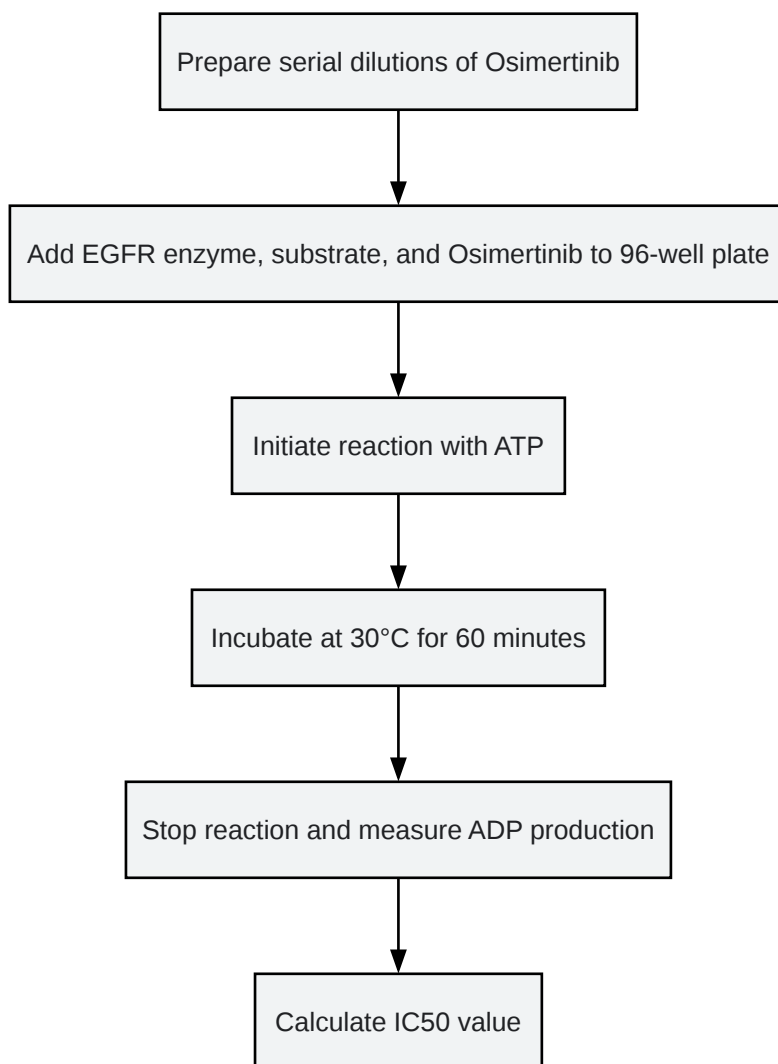 Prepare serial dilutions of Osimertinib
Add EGFR enzyme, substrate, and Osimertinib to 96-well plate
Initiate reaction with ATP
Incubate at 30°C for 60 minutes
Stop reaction and measure ADP production
Calculate IC50 value